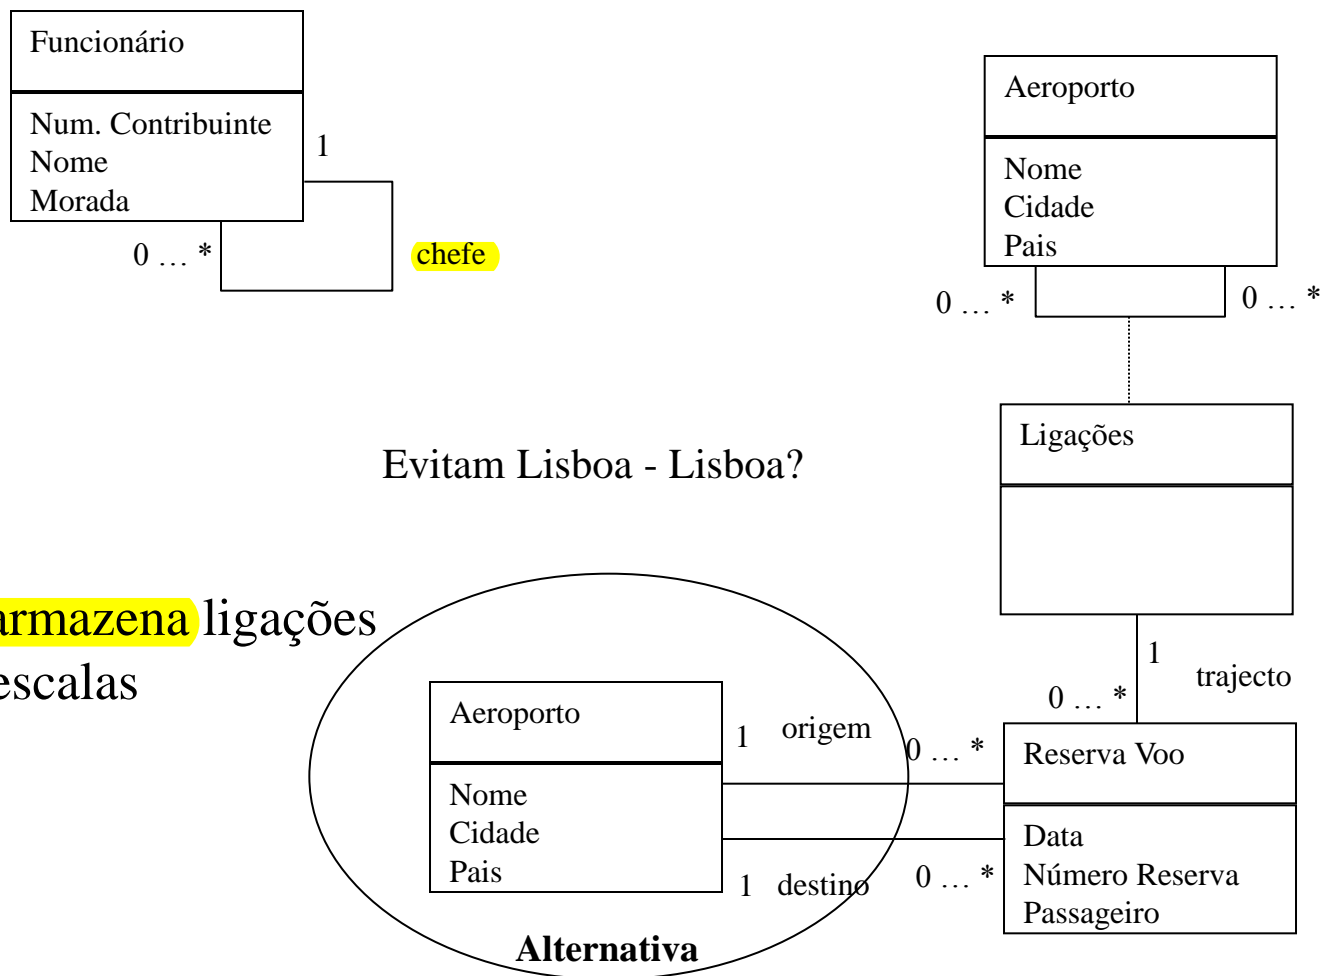 Funcionário
Num. Contribuinte
Nome
Morada
1
0 … *
chefe
Aeroporto
Nome
Cidade
Pais
0 … *
0 … *
Ligações
Evitam Lisboa - Lisboa?
1
trajecto
0 … *
armazena ligações
escalas
Aeroporto
Nome
Cidade
Pais
1 origem 0 … *
1 destino 0 … *
Alternativa
Reserva Voo
Data
Número Reserva
Passageiro